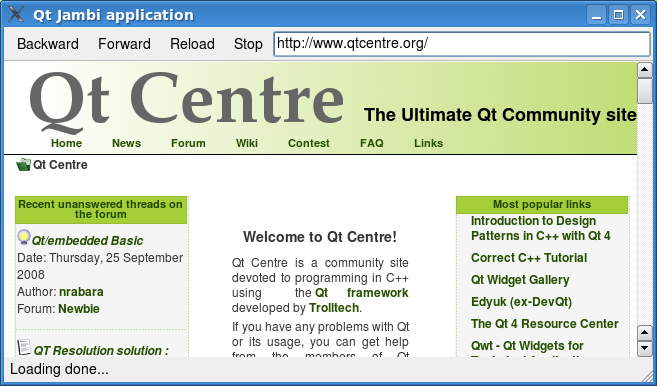 Qt Jambi application
Backward Forward Reload Stop http://www.qtcentre.org/
Qt Centre
The Ultimate Qt Community site
Home News Forum Wiki Contest FAQ Links
Qt Centre
Recent unanswered threads on
the forum
Qt/embedded Basic
Date: Thursday, 25 September
2008
Author: nrabara
Forum: Newbie
QT Resolution solution :
Welcome to Qt Centre!
Qt Centre is a community site
devoted to programming in C++
using the Qt framework
developed by Trolltech.
If you have any problems with Qt
or its usage, you can get help
from the members of Qt
Most popular links
Introduction to Design
Patterns in C++ with Qt 4
Correct C++ Tutorial
Qt Widget Gallery
Edyuk (ex-DevQt)
The Qt 4 Resource Center
Qwt - Qt Widgets for
Loading done...